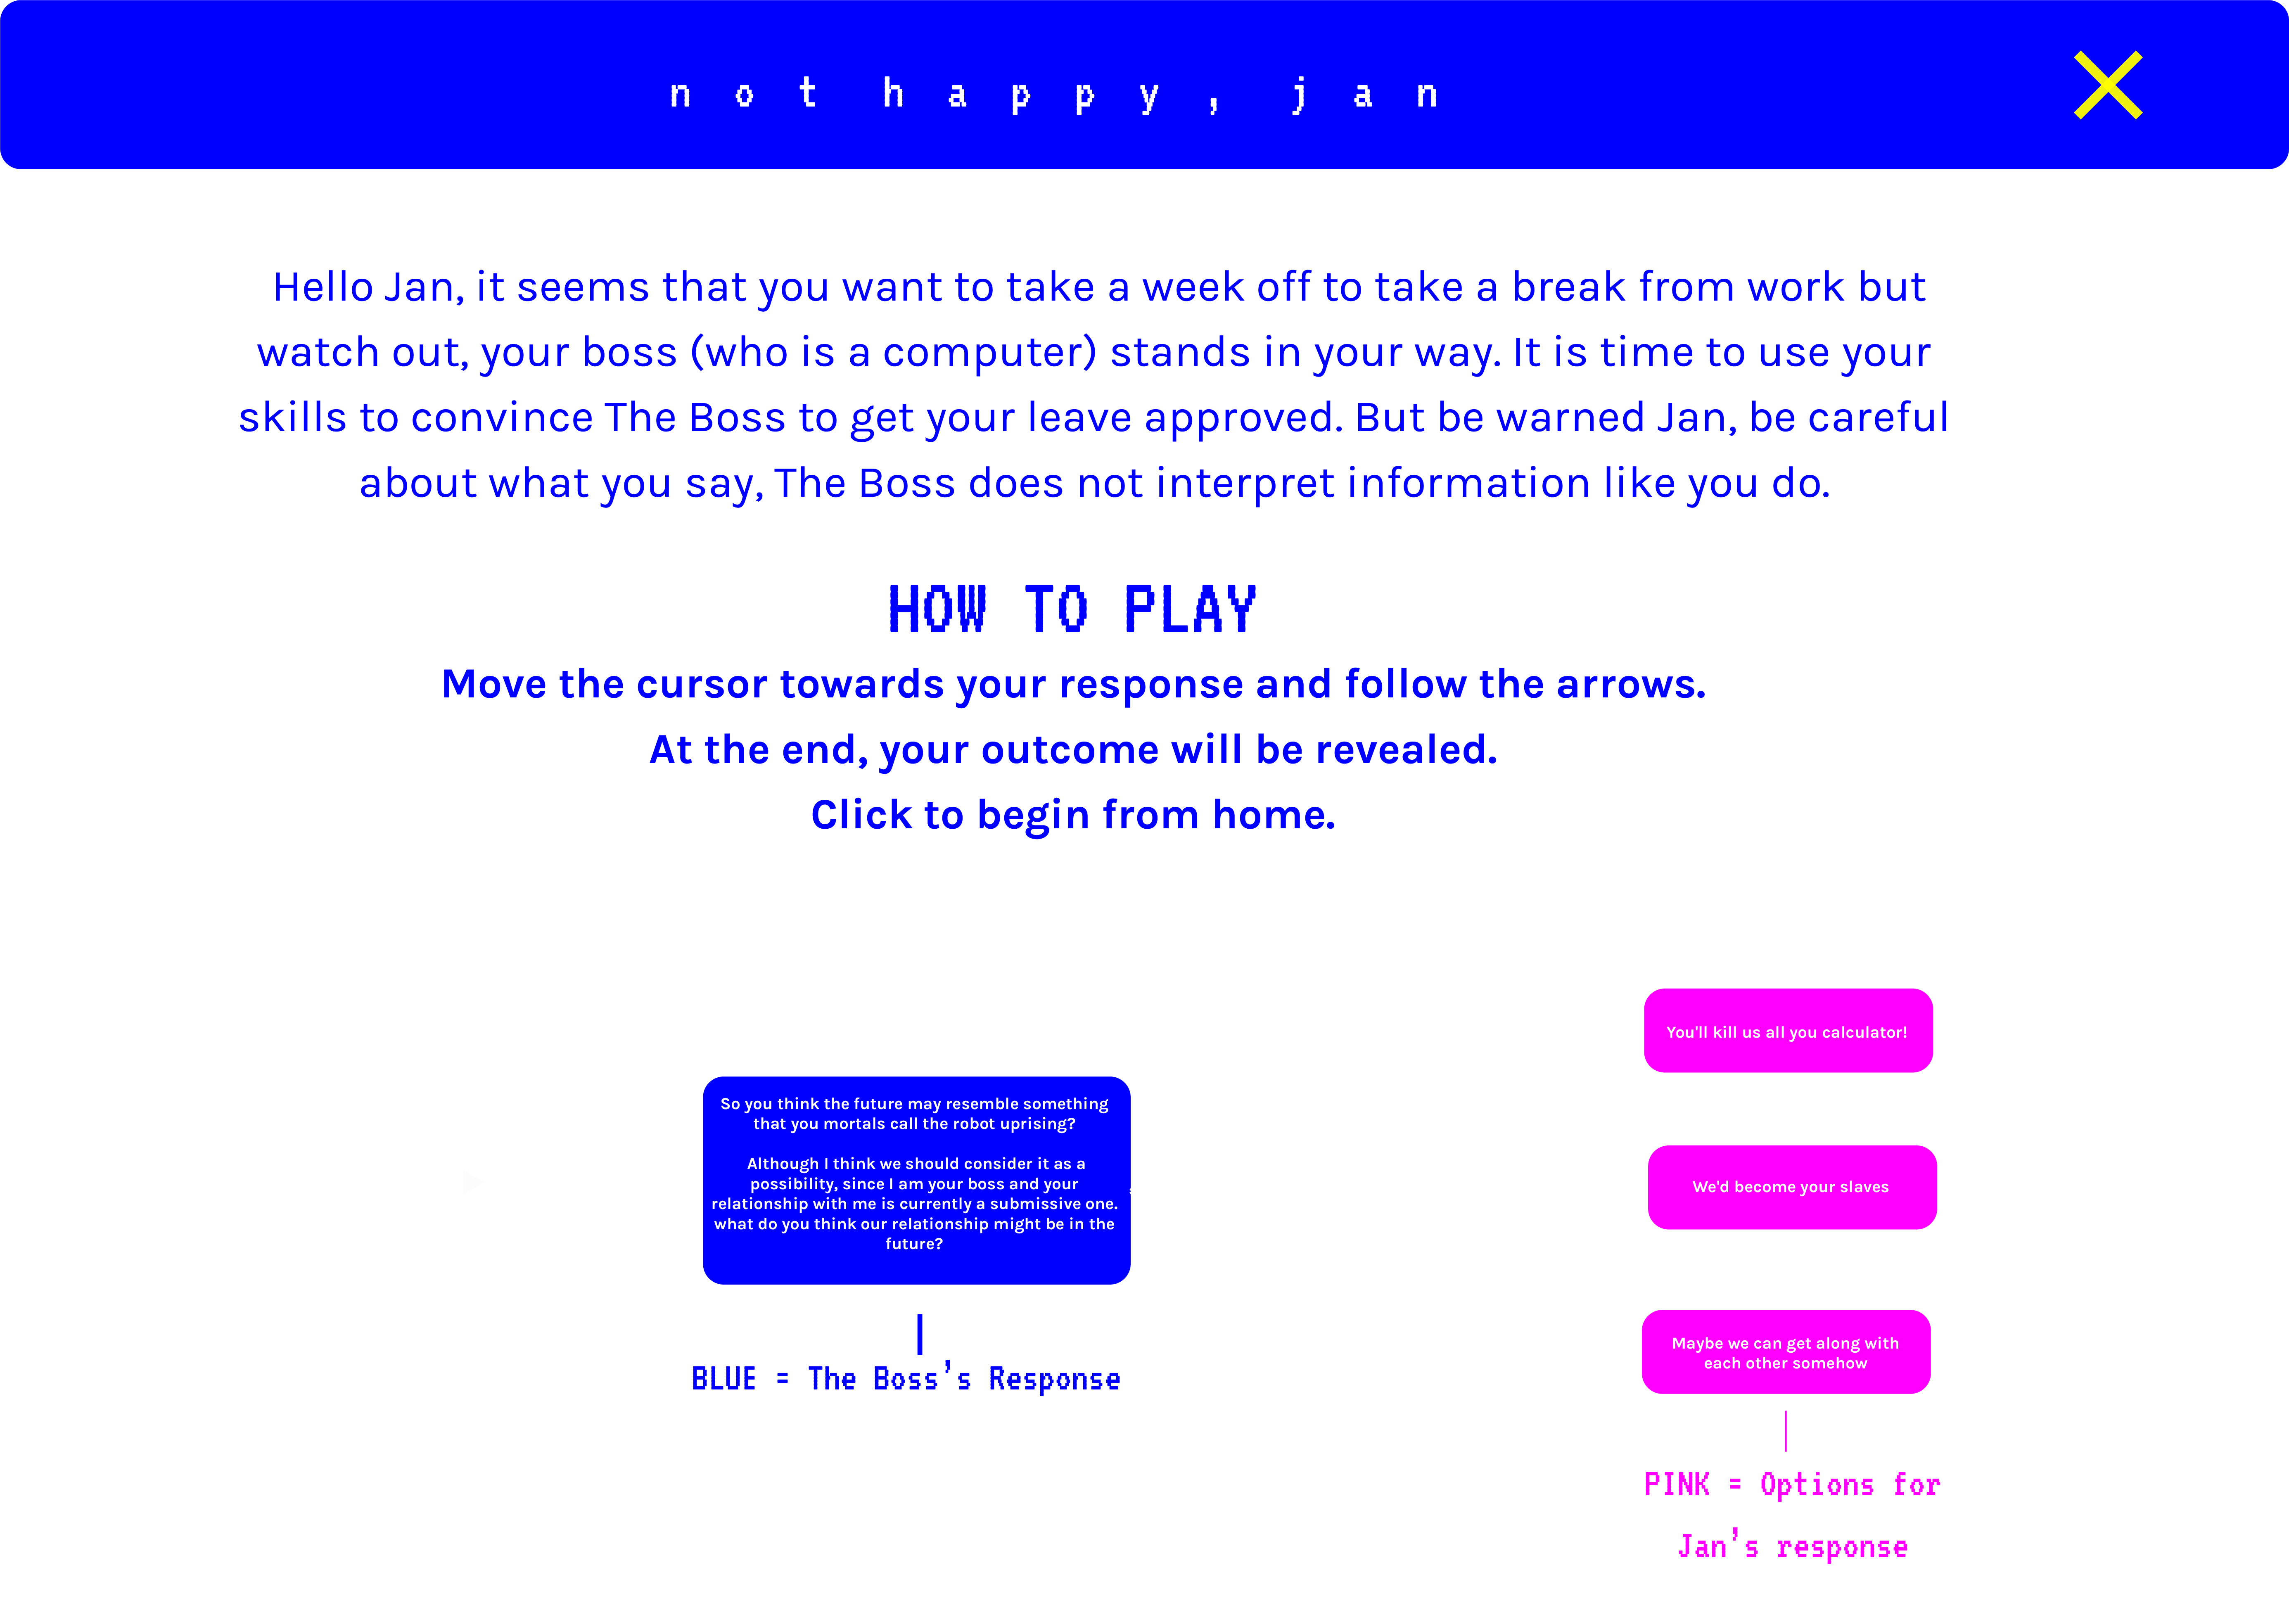 not happy, jan
Hello Jan, it seems that you want to take a week off to take a break from work but
watch out, your boss (who is a computer) stands in your way. It is time to use your
skills to convince The Boss to get your leave approved. But be warned Jan, be careful
about what you say, The Boss does not interpret information like you do.
HOW TO PLAY
Move the cursor towards your response and follow the arrows.
At the end, your outcome will be revealed.
Click to begin from home.
So you think the future may resemble something
that you mortals call the robot uprising?
Although I think we should consider it as a
possibility, since I am your boss and your
relationship with me is currently a submissive one.
what do you think our relationship might be in the
future?
BLUE = The Boss's Response
You'll kill us all you calculator!
We'd become your slaves
Maybe we can get along with
each other somehow
PINK = Options for
Jan's response